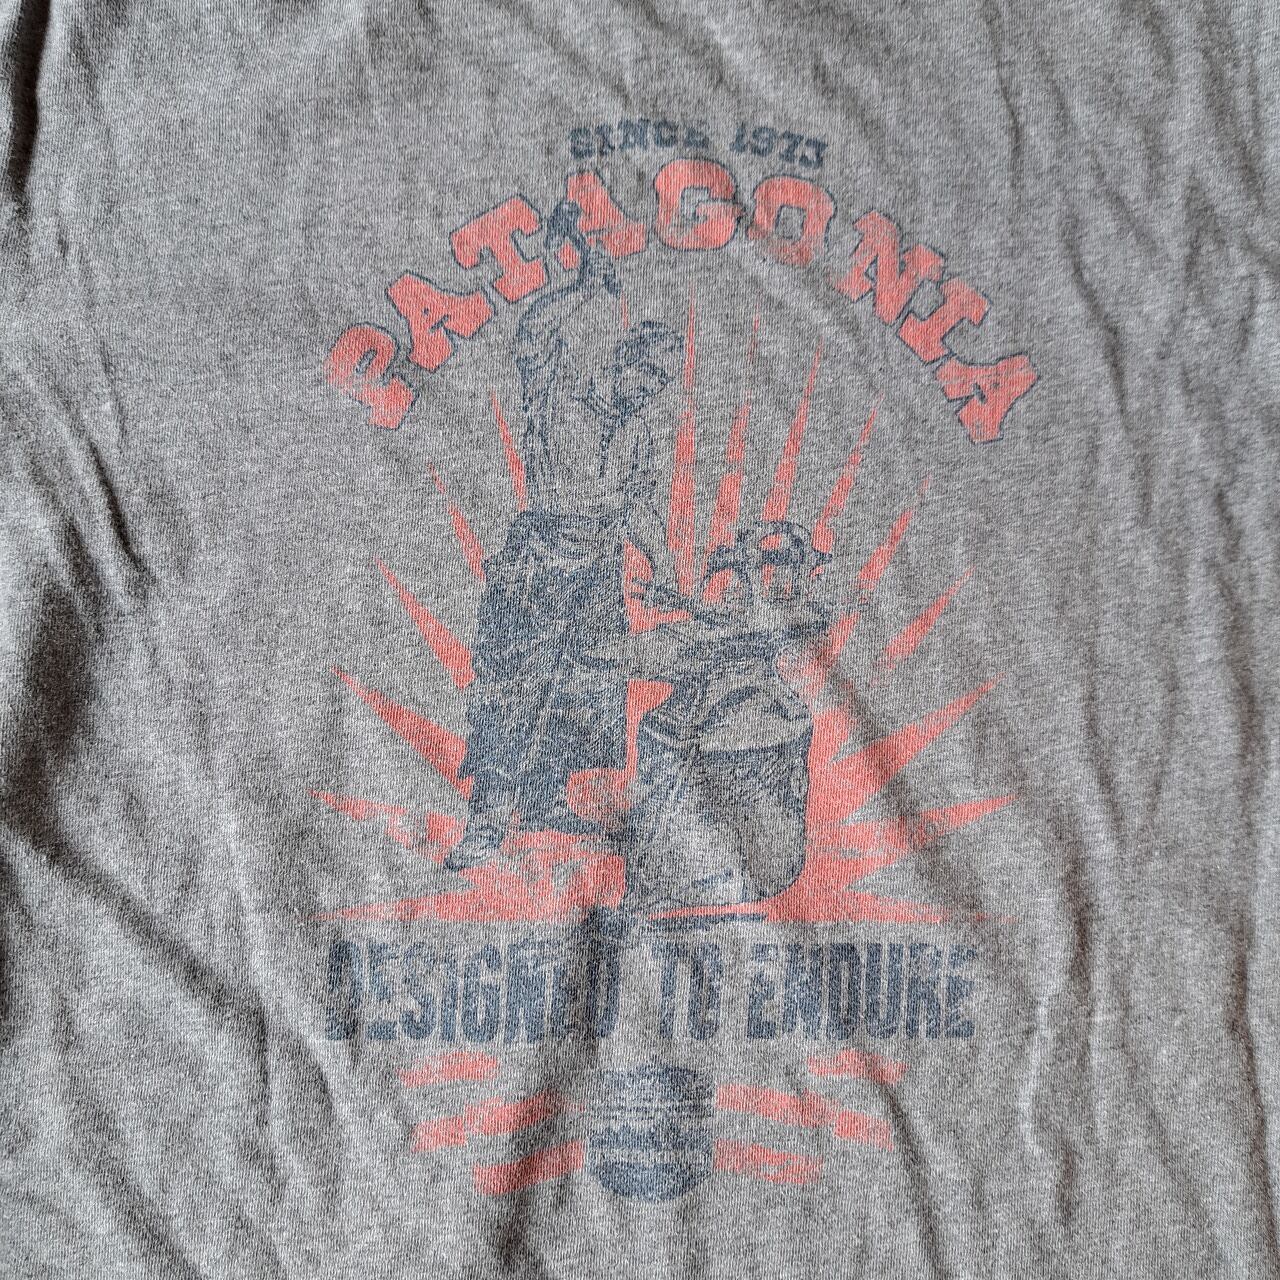 SINCE 1973
PATAGONIA
DESIGNED TO ENDURE